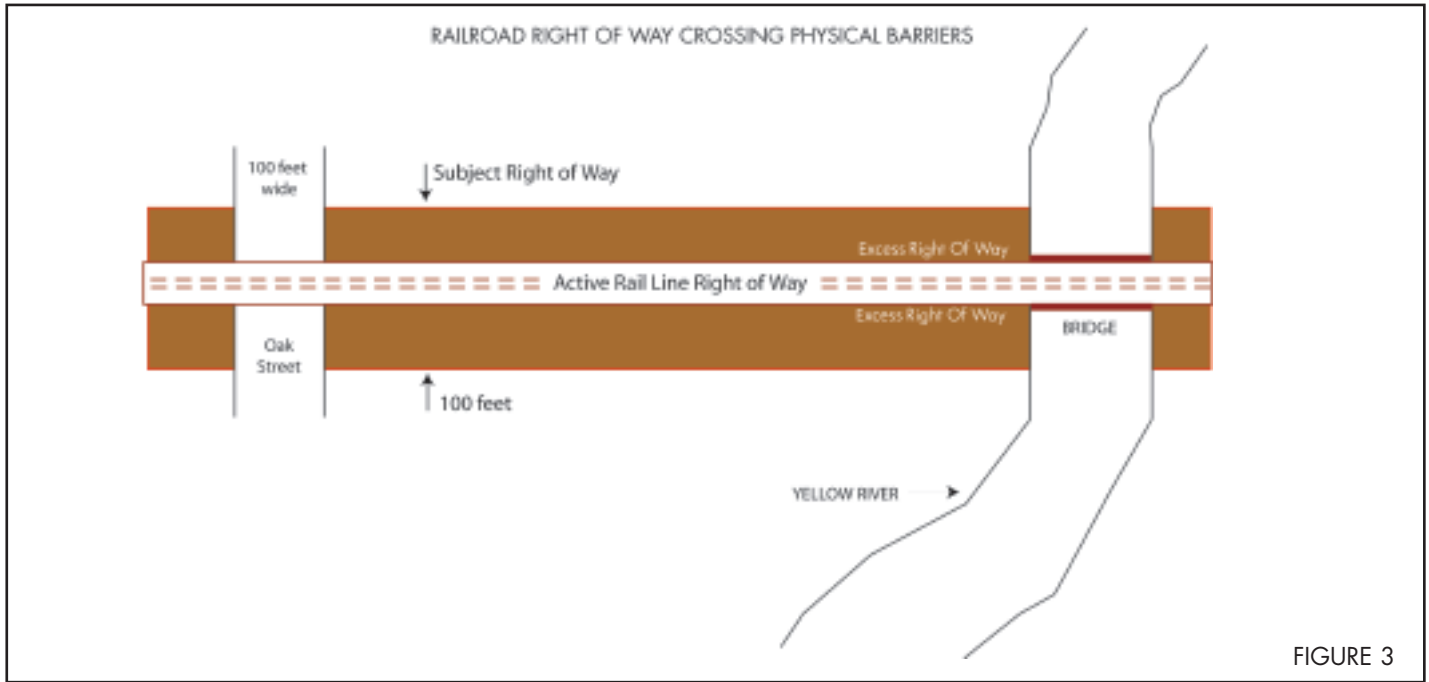 RAILROAD RIGHT OF WAY CROSSING PHYSICAL BARRIERS
100 feet
wide
Subject Right of Way
Excess Right Of Way
Active Rail Line Right of Way
Excess Right Of Way
BRIDGE
Oak
Street
100 feet
YELLOW RIVER
FIGURE 3